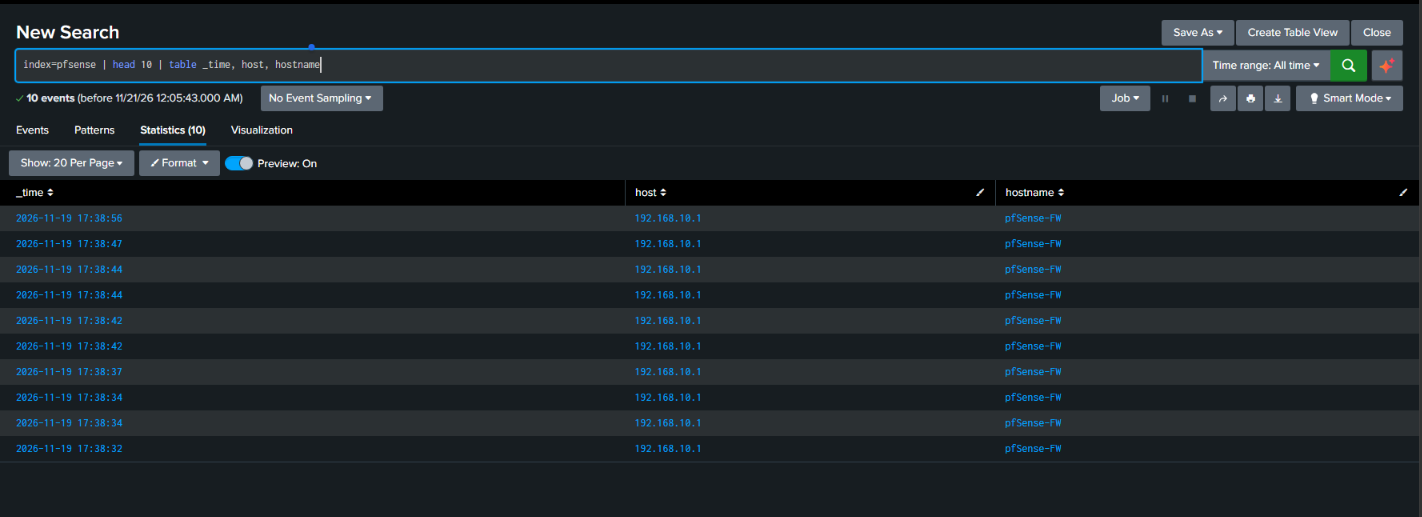 New Search
Save As Create Table View Close
index=pfsense | head 10 | table _time, host, hostname
Time range: All time
10 events (before 11/21/26 12:05:43.000 AM) No Event Sampling Job Smart Mode
Events Patterns Statistics (10) Visualization
Show: 20 Per Page Format Preview: On
_time host hostname
2026-11-19 17:38:56 192.168.10.1 pfSense-FW
2026-11-19 17:38:47 192.168.10.1 pfSense-FW
2026-11-19 17:38:44 192.168.10.1 pfSense-FW
2026-11-19 17:38:44 192.168.10.1 pfSense-FW
2026-11-19 17:38:42 192.168.10.1 pfSense-FW
2026-11-19 17:38:42 192.168.10.1 pfSense-FW
2026-11-19 17:38:37 192.168.10.1 pfSense-FW
2026-11-19 17:38:34 192.168.10.1 pfSense-FW
2026-11-19 17:38:34 192.168.10.1 pfSense-FW
2026-11-19 17:38:32 192.168.10.1 pfSense-FW